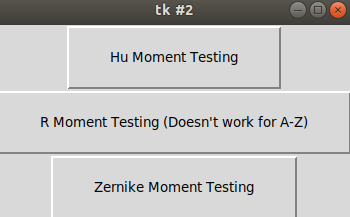 tk #2
Hu Moment Testing
R Moment Testing (Doesn't work for A-Z)
Zernike Moment Testing